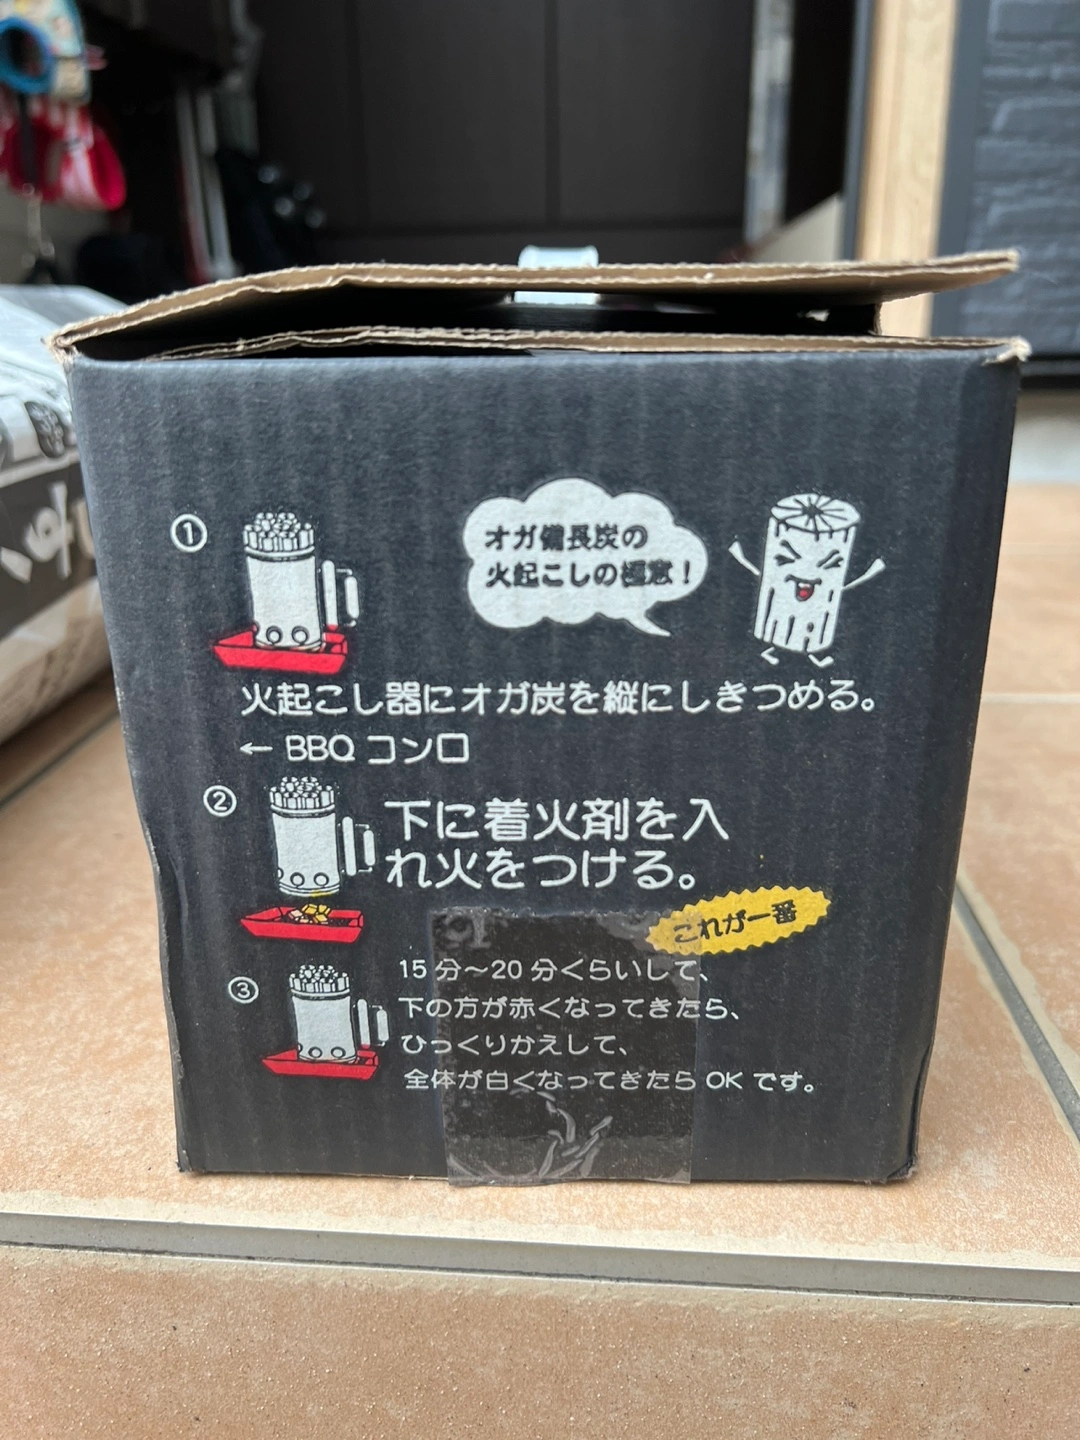 ①
オガ備長炭の
火起こしの極意！
火起こし器にオガ炭を縦にしきつめる。
← BBQ コンロ
②
下に着火剤を入
れ火をつける。
これが一番
③
15分～20分くらいして、
下の方が赤くなってきたら、
ひっくりかえして、
全体が白くなってきたら OK です。